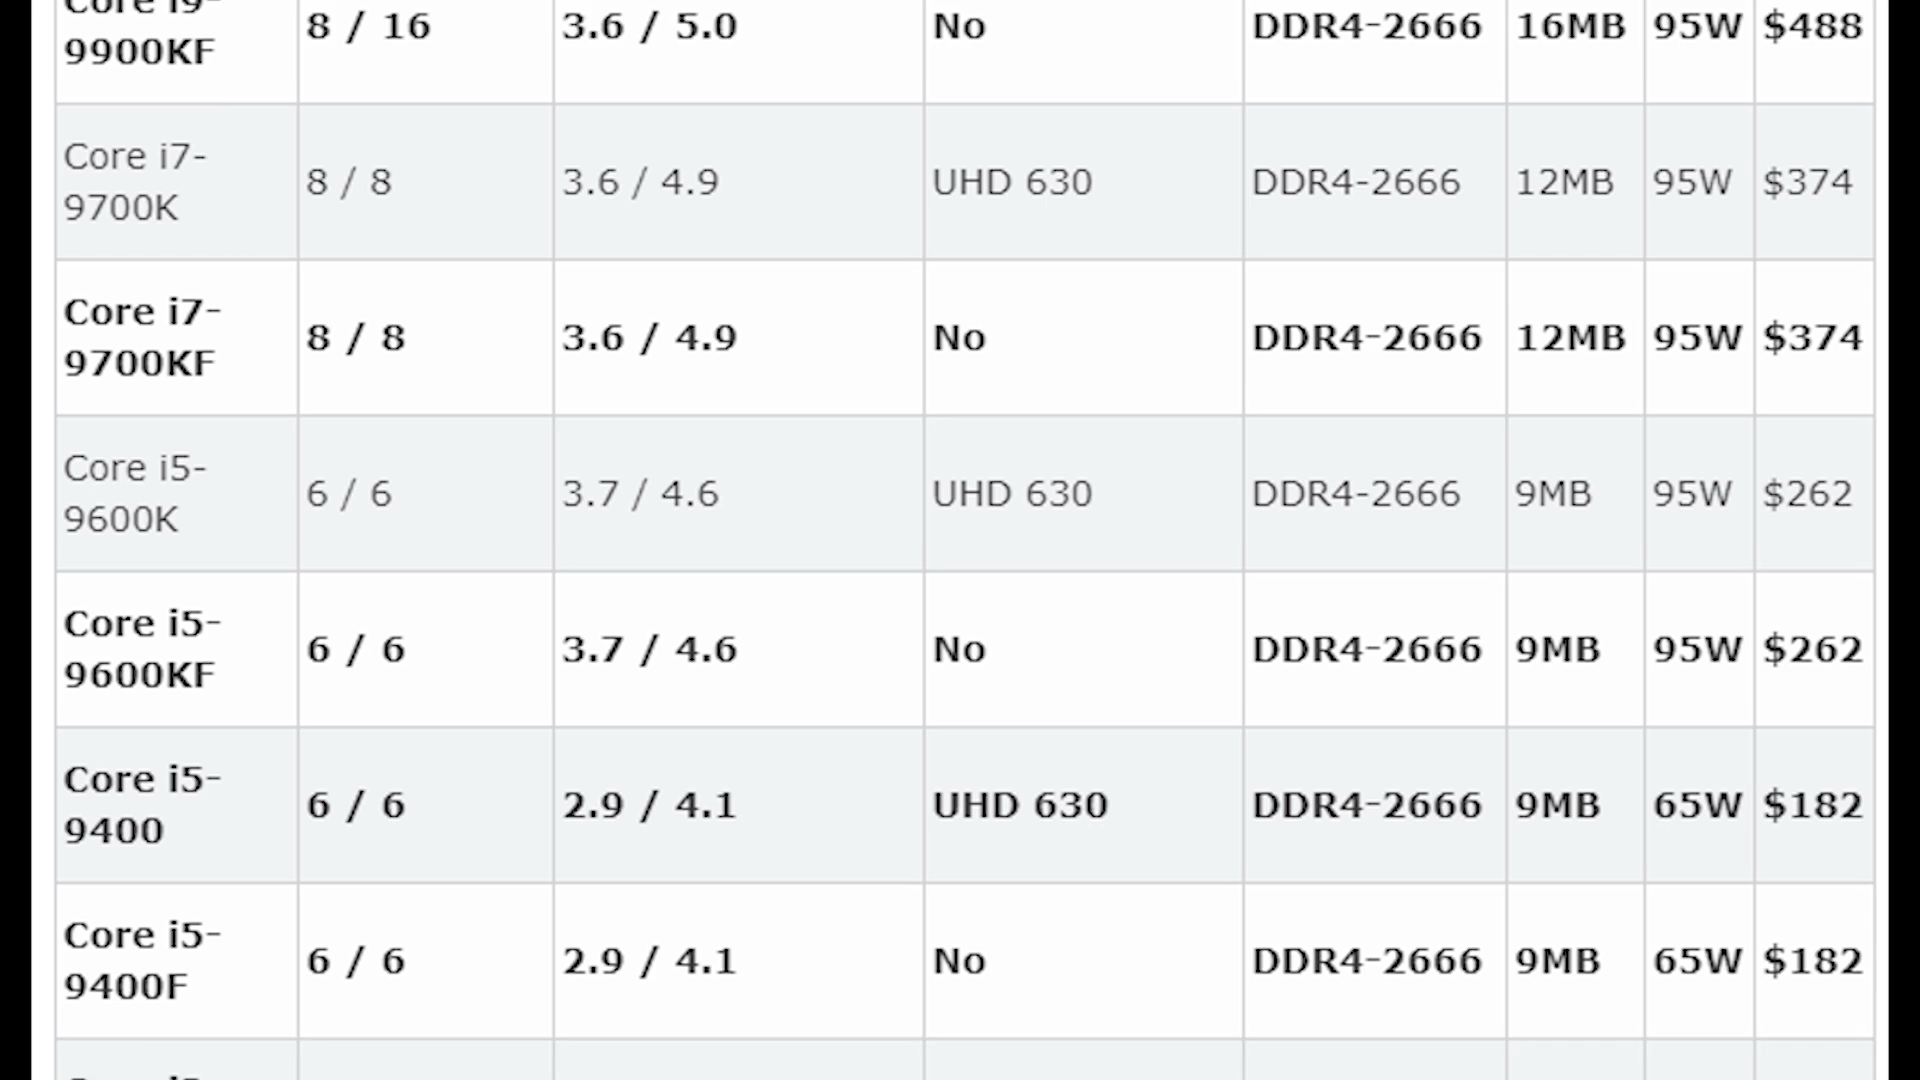 Core i9-
9900KF
8 / 16
3.6 / 5.0
No
DDR4-2666
16MB
95W
$488
Core i7-
9700K
8 / 8
3.6 / 4.9
UHD 630
DDR4-2666
12MB
95W
$374
Core i7-
9700KF
8 / 8
3.6 / 4.9
No
DDR4-2666
12MB
95W
$374
Core i5-
9600K
6 / 6
3.7 / 4.6
UHD 630
DDR4-2666
9MB
95W
$262
Core i5-
9600KF
6 / 6
3.7 / 4.6
No
DDR4-2666
9MB
95W
$262
Core i5-
9400
6 / 6
2.9 / 4.1
UHD 630
DDR4-2666
9MB
65W
$182
Core i5-
9400F
6 / 6
2.9 / 4.1
No
DDR4-2666
9MB
65W
$182